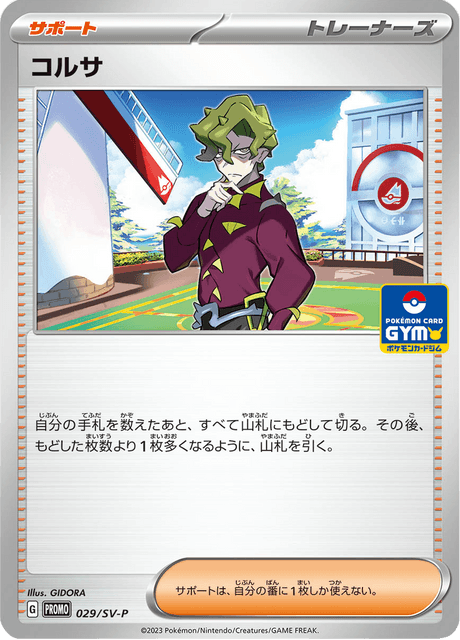 サポート
トレーナーズ
コルサ
POKÉMON CARD
GYM
ポケモンカードジム
自分の手札を数えたあと、すべて山札にもどして切る。その後、
もどした枚数より1枚多くなるように、山札を引く。
Illus. GIDORA
サポートは、自分の番に1枚しか使えない。
G PROMO 029/SV-P
©2023 Pokémon/Nintendo/Creatures/GAME FREAK.